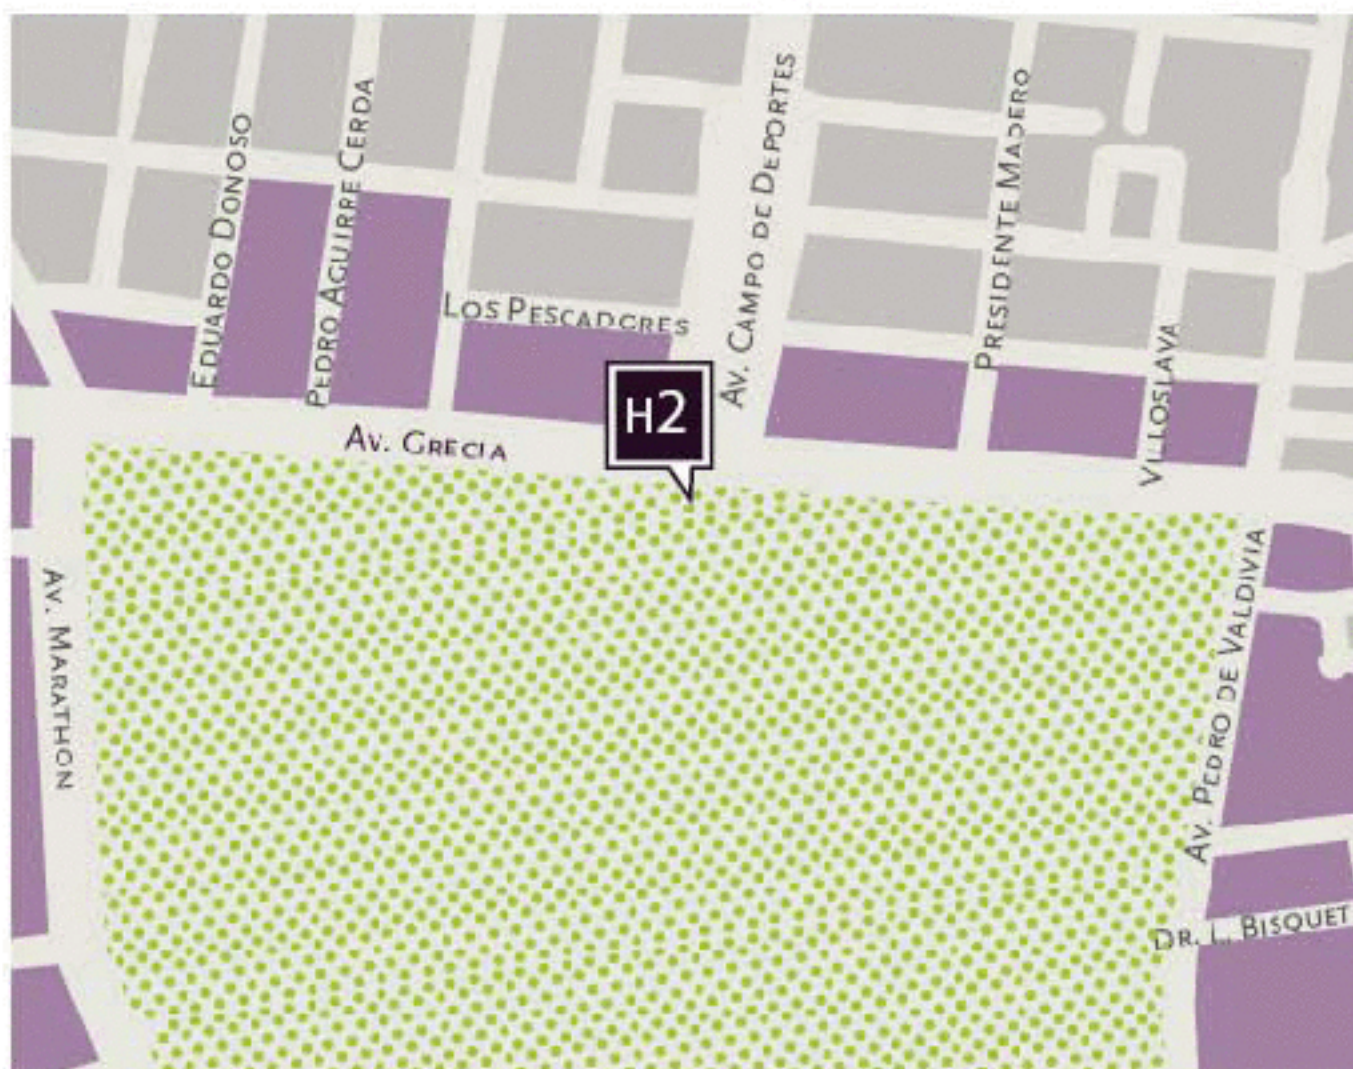 EDUARDO DONOSO
PEDRO AGUIRRE CERDA
AV. CAMPO DE DEPORTES
PRESIDENTE MADERO
LOS PESCADORES
VILLOSLAVA
H2
AV. GRECIA
AV. MARATHON
AV. PEDRO DE VALDIVIA
DR. L. BISQUET